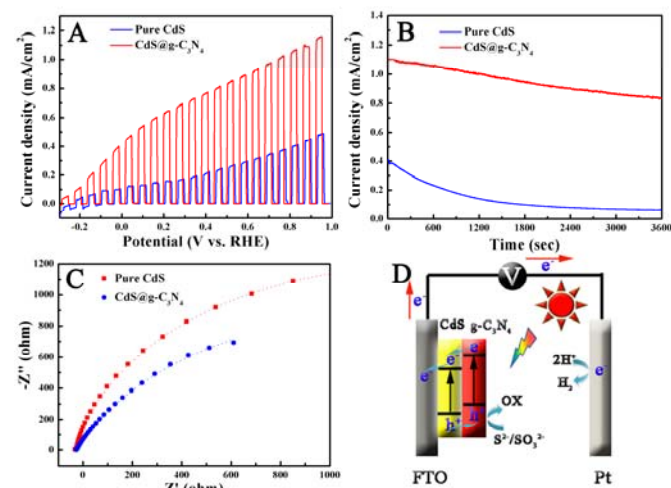 A
Pure CdS
CdS@g-C₃N₄
Current density (mA/cm²)
1.2
1.0
0.8
0.6
0.4
0.2
0.0
-0.2 0.0 0.2 0.4 0.6 0.8 1.0
Potential (V vs. RHE)
B
Pure CdS
CdS@g-C₃N₄
Current density (mA/cm²)
1.4
1.2
1.0
0.8
0.6
0.4
0.2
0.0
0 600 1200 1800 2400 3000 3600
Time (sec)
C
Pure CdS
CdS@g-C₃N₄
-Z'' (ohm)
1200
1000
800
600
400
200
0
0 200 400 600 800 1000
Z' (ohm)
D
e⁻
V
e⁻
CdS g-C₃N₄
e⁻ e⁻ e
h⁺ h⁺
OX
S²⁻/SO₃²⁻
2H⁺
H₂
e⁻
FTO
Pt